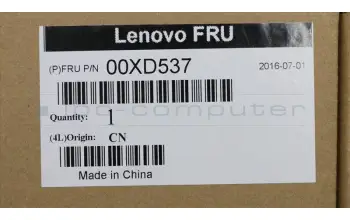 Lenovo FRU
(P)FRU P/N 00XD537 2016-07-01
Quantity: 1
(4L)Origin: CN
Made in China